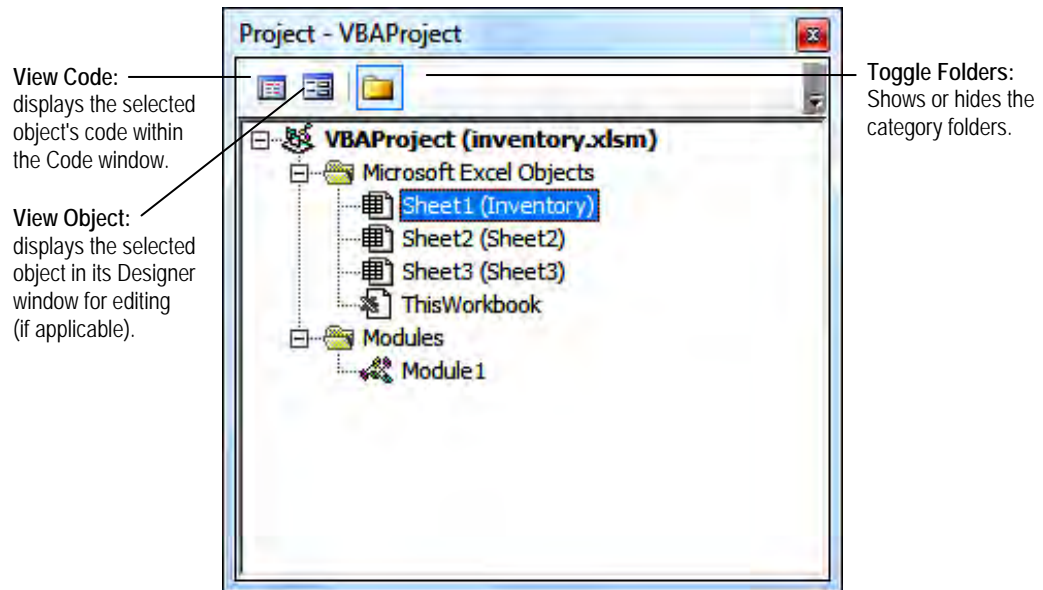 Project - VBAProject
View Code:
displays the selected
object's code within
the Code window.
View Object:
displays the selected
object in its Designer
window for editing
(if applicable).
Toggle Folders:
Shows or hides the
category folders.
VBAProject (inventory.xlsm)
Microsoft Excel Objects
Sheet1 (Inventory)
Sheet2 (Sheet2)
Sheet3 (Sheet3)
ThisWorkbook
Modules
Module1